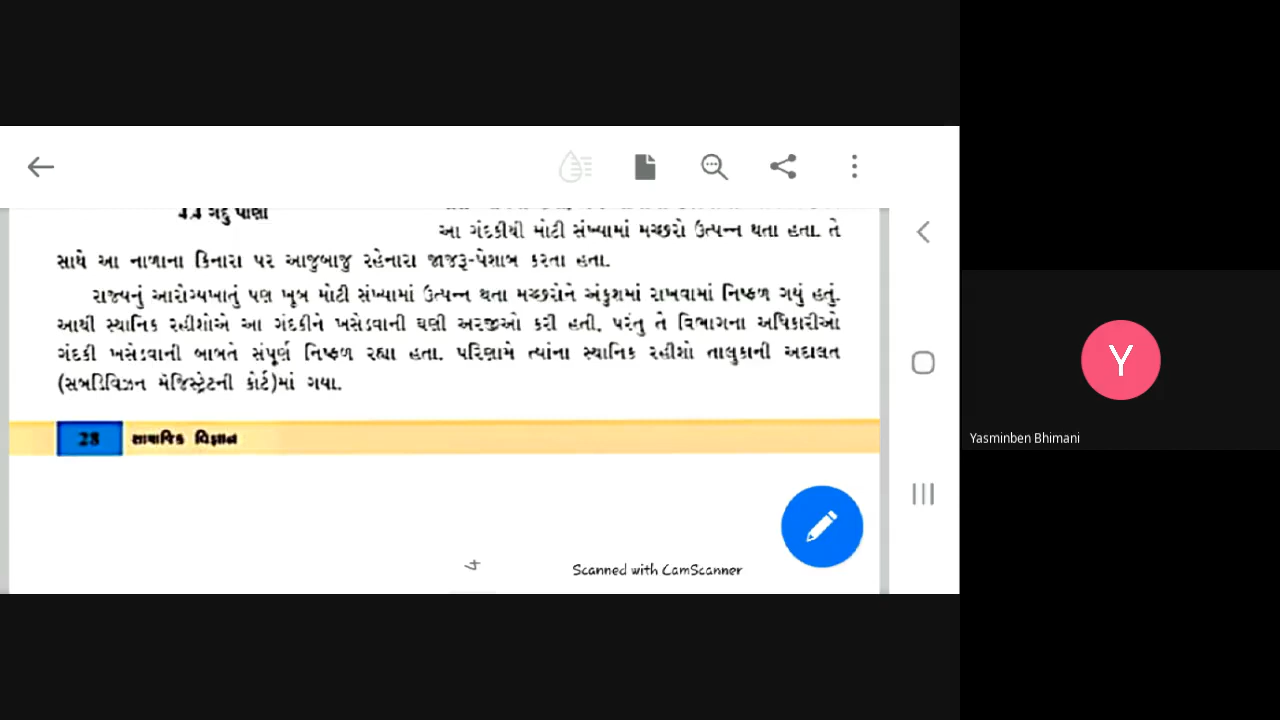 4.4 ગંદુ પાણી
આ ગંદકીથી મોટી સંખ્યામાં મચ્છરો ઉત્પન્ન થતા હતા. તે
સાથે આ નાળાના કિનારા પર આજુબાજુ રહેનારા જાજરૂ-પેશાબ કરતા હતા.
રાજ્યનું આરોગ્યખાતું પણ ખૂબ મોટી સંખ્યામાં ઉત્પન્ન થતા મચ્છરોને અંકુશમાં રાખવામાં નિષ્ફળ ગયું હતું.
આથી સ્થાનિક રહીશોએ આ ગંદકીને ખસેડવાની ઘણી અરજીઓ કરી હતી. પરંતુ તે વિભાગના અધિકારીઓ
ગંદકી ખસેડવાની બાબતે સંપૂર્ણ નિષ્ફળ રહ્યા હતા. પરિણામે ત્યાંના સ્થાનિક રહીશો તાલુકાની અદાલત
(સબડિવિઝન મૅજિસ્ટ્રેટની કોર્ટ)માં ગયા.
28 સામાજિક વિજ્ઞાન
Scanned with CamScanner
Y
Yasminben Bhimani